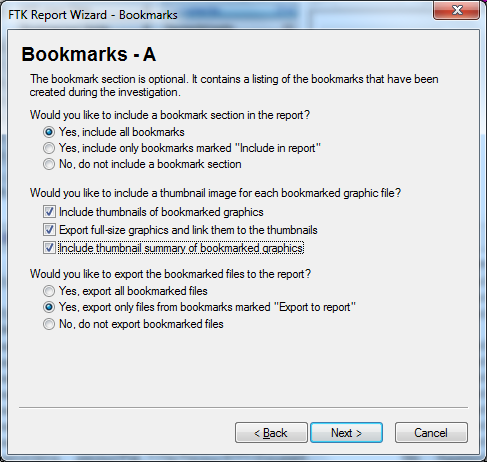 FTK Report Wizard - Bookmarks
Bookmarks - A
The bookmark section is optional. It contains a listing of the bookmarks that have been
created during the investigation.
Would you like to include a bookmark section in the report?
Yes, include all bookmarks
Yes, include only bookmarks marked "Include in report"
No, do not include a bookmark section
Would you like to include a thumbnail image for each bookmarked graphic file?
Include thumbnails of bookmarked graphics
Export full-size graphics and link them to the thumbnails
Include thumbnail summary of bookmarked graphics
Would you like to export the bookmarked files to the report?
Yes, export all bookmarked files
Yes, export only files from bookmarks marked "Export to report"
No, do not export bookmarked files
< Back Next > Cancel